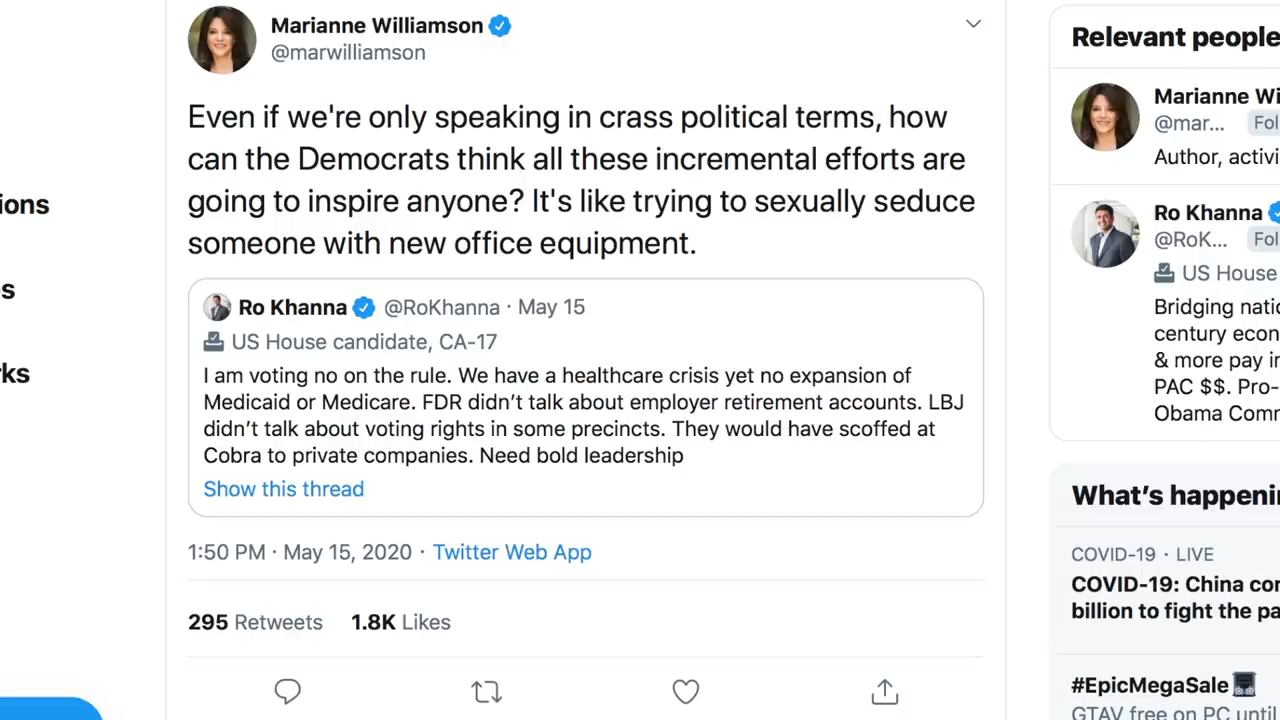 Marianne Williamson
@marwilliamson
Even if we're only speaking in crass political terms, how
can the Democrats think all these incremental efforts are
going to inspire anyone? It's like trying to sexually seduce
someone with new office equipment.
Ro Khanna @RoKhanna · May 15
US House candidate, CA-17
I am voting no on the rule. We have a healthcare crisis yet no expansion of
Medicaid or Medicare. FDR didn’t talk about employer retirement accounts. LBJ
didn’t talk about voting rights in some precincts. They would have scoffed at
Cobra to private companies. Need bold leadership
Show this thread
1:50 PM · May 15, 2020 · Twitter Web App
295 Retweets 1.8K Likes
ions
s
rks
Relevant people
Marianne Wi
@mar... Fol
Author, activi
Ro Khanna
@RoK... Fol
US House
Bridging natio
century econ
& more pay in
PAC $$. Pro-
Obama Comm
What’s happenin
COVID-19 · LIVE
COVID-19: China con
billion to fight the pa
#EpicMegaSale
GTAV free on PC until